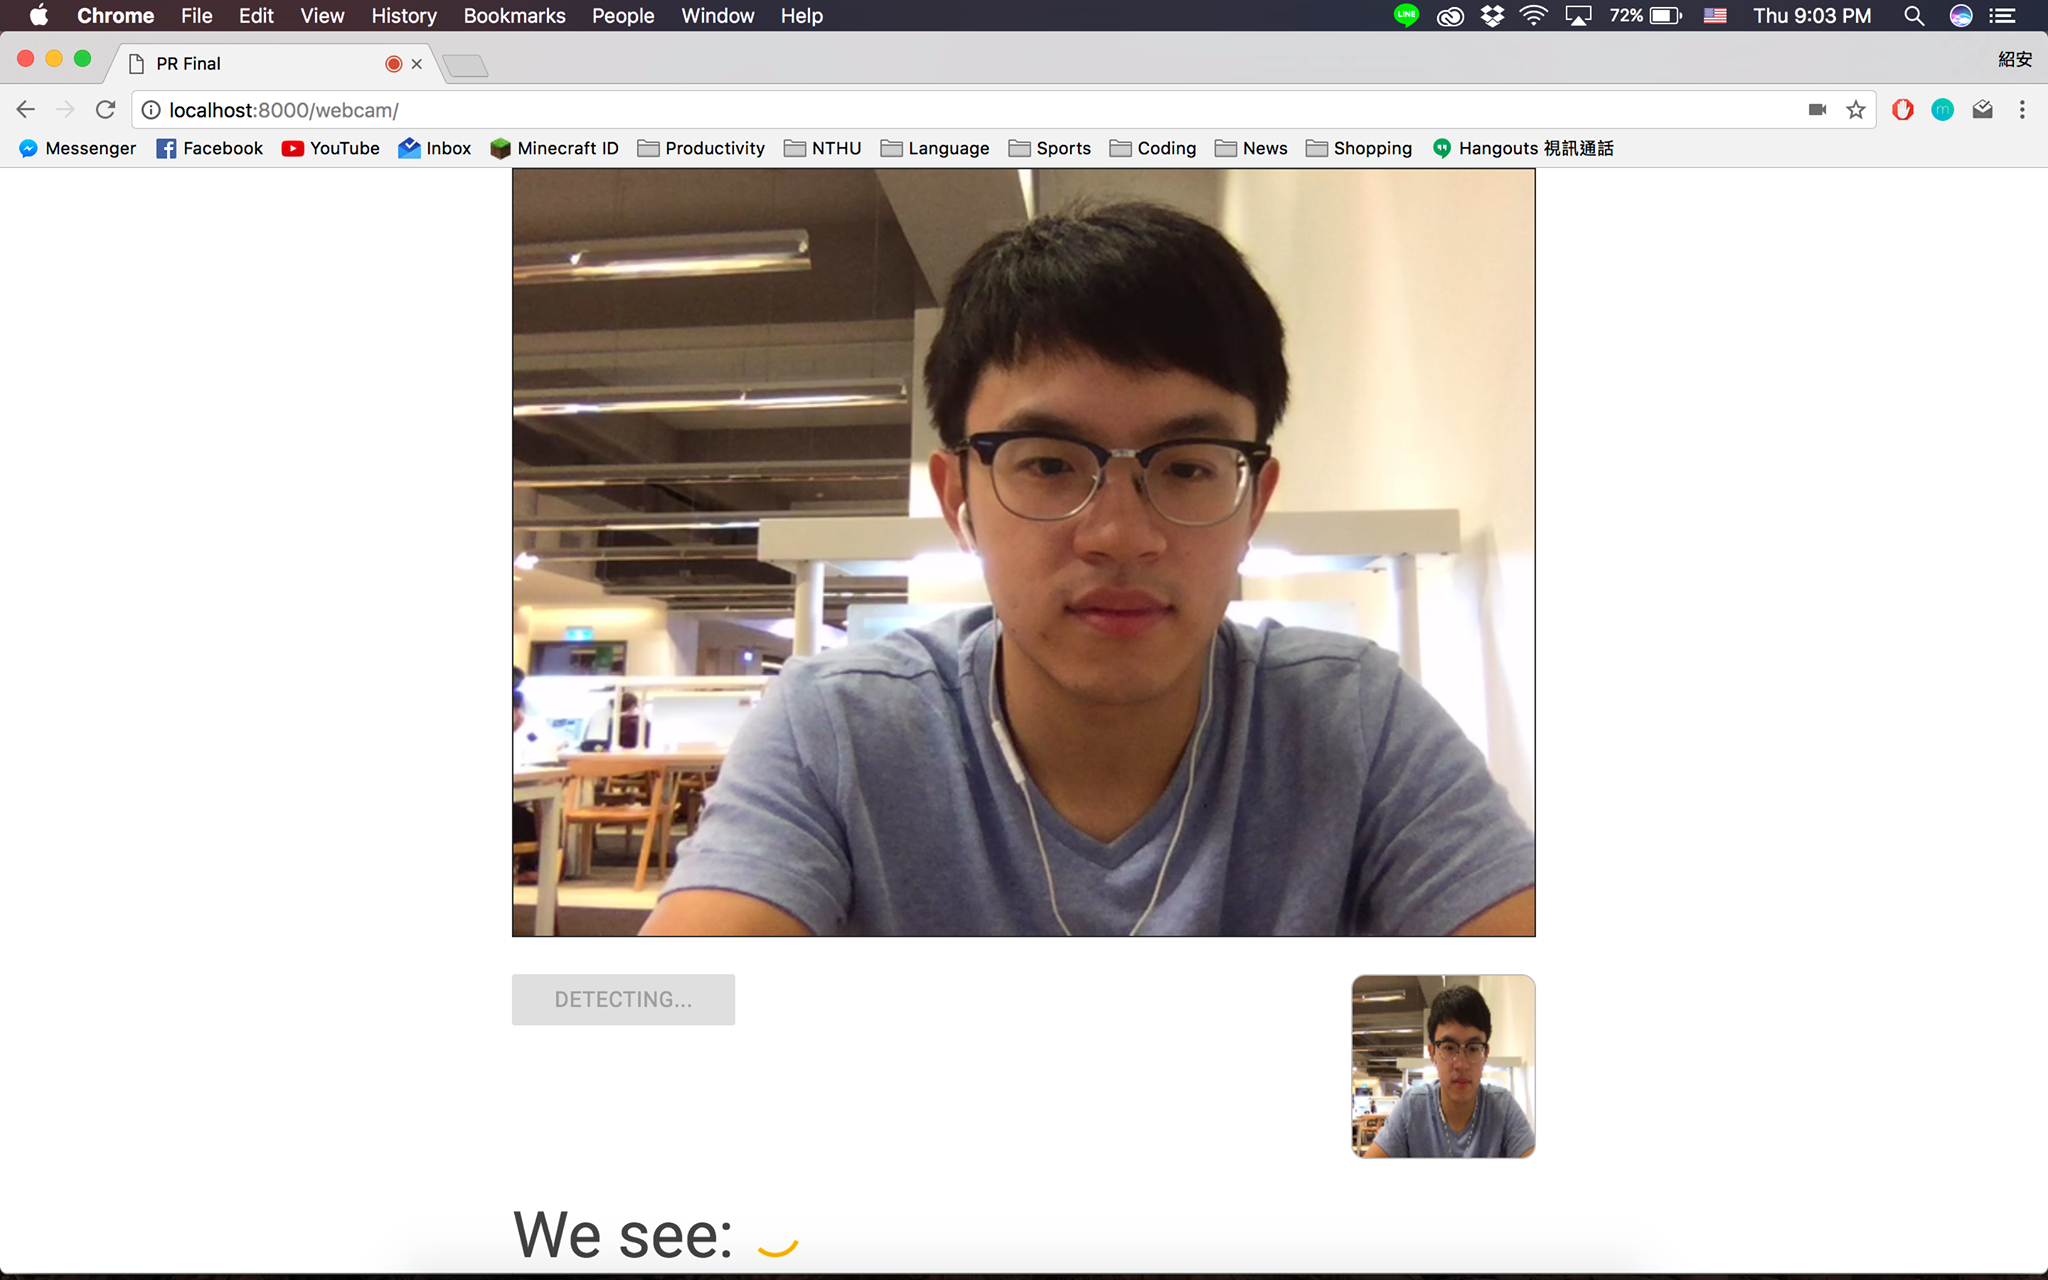 Chrome File Edit View History Bookmarks People Window Help LINE 72% Thu 9:03 PM
PR Final 紹安
localhost:8000/webcam/ m
Messenger Facebook YouTube Inbox Minecraft ID Productivity NTHU Language Sports Coding News Shopping Hangouts 視訊通話
DETECTING...
We see: